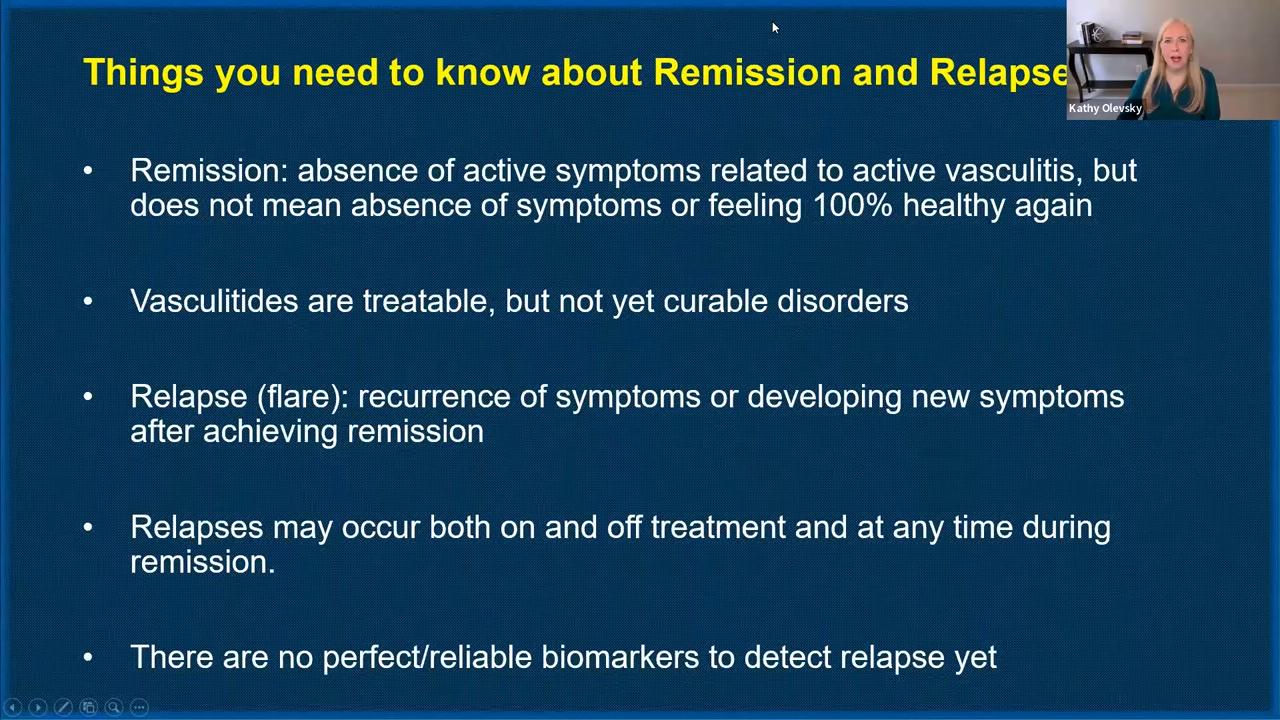 Things you need to know about Remission and Relapse
Kathy Olevsky
• Remission: absence of active symptoms related to active vasculitis, but
does not mean absence of symptoms or feeling 100% healthy again
• Vasculitides are treatable, but not yet curable disorders
• Relapse (flare): recurrence of symptoms or developing new symptoms
after achieving remission
• Relapses may occur both on and off treatment and at any time during
remission.
• There are no perfect/reliable biomarkers to detect relapse yet